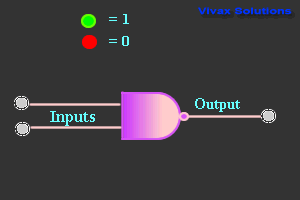 Vivax Solutions
= 1
= 0
Output
Inputs